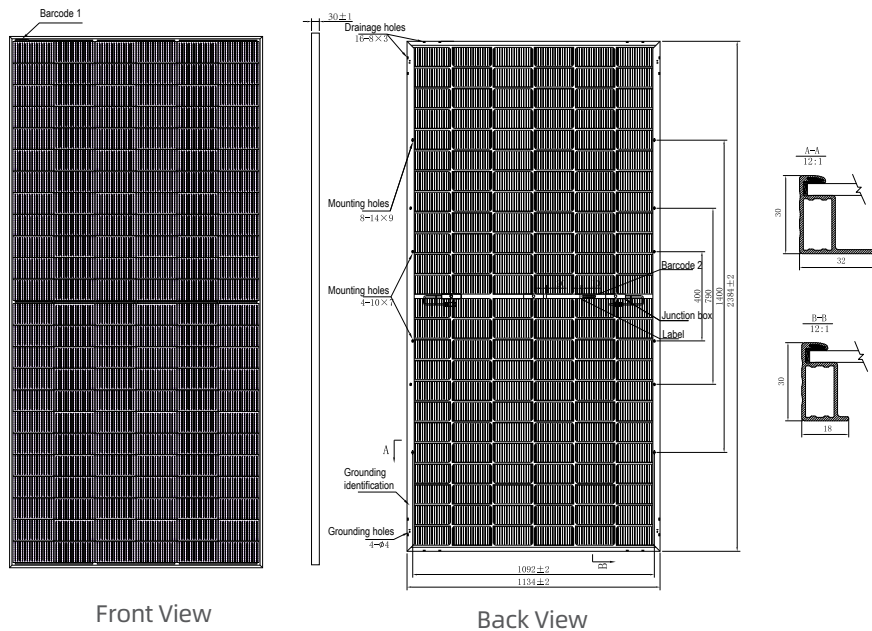 Barcode 1
30±1
Drainage holes
16-8×3
Mounting holes
8-14×9
Mounting holes
4-10×7
Barcode 2
Junction box
Label
400
790
1400
2384±2
A
Grounding
identification
Grounding holes
4-φ4
B
1092±2
1134±2
A-A
12:1
30
32
B-B
12:1
30
18
Front View
Back View